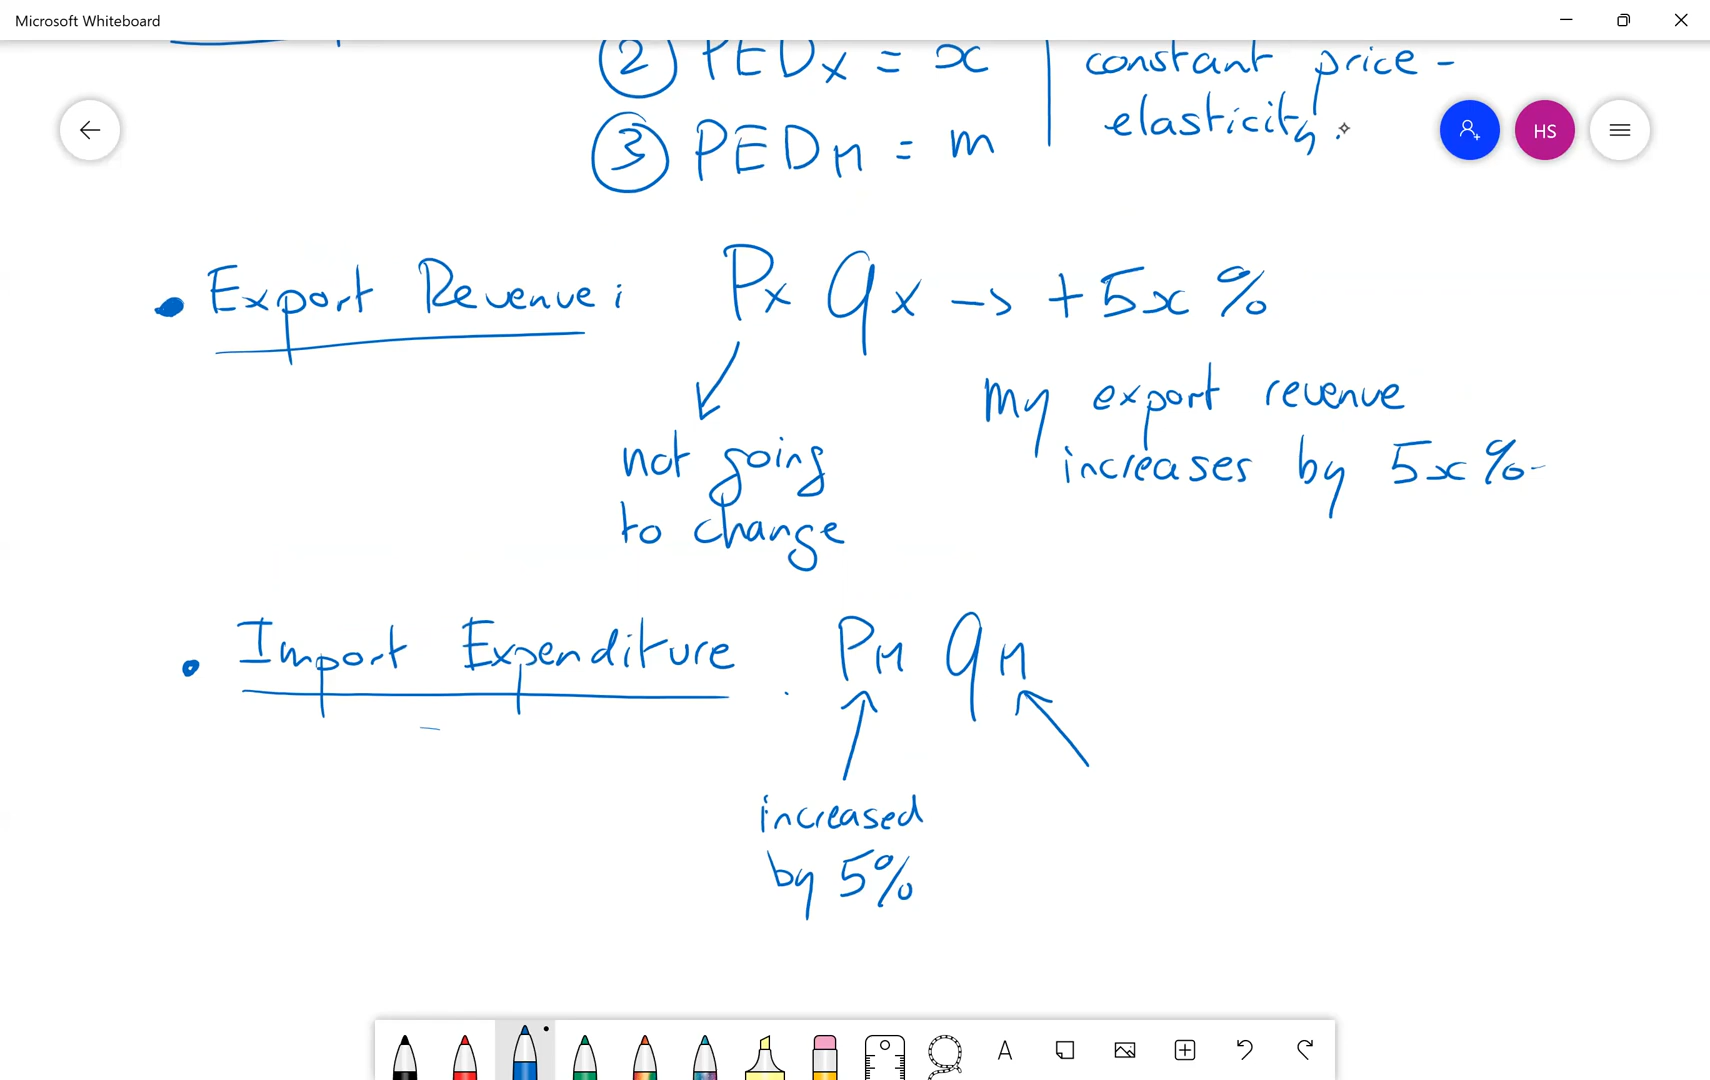 Microsoft Whiteboard
② PEDx = x | constant price -
③ PEDM = m | elasticity.
HS
• Export Revenue: Px Qx → +5x %
not going
to change
My export revenue
increases by 5x %.
• Import Expenditure. PM QM
increased
by 5%
A